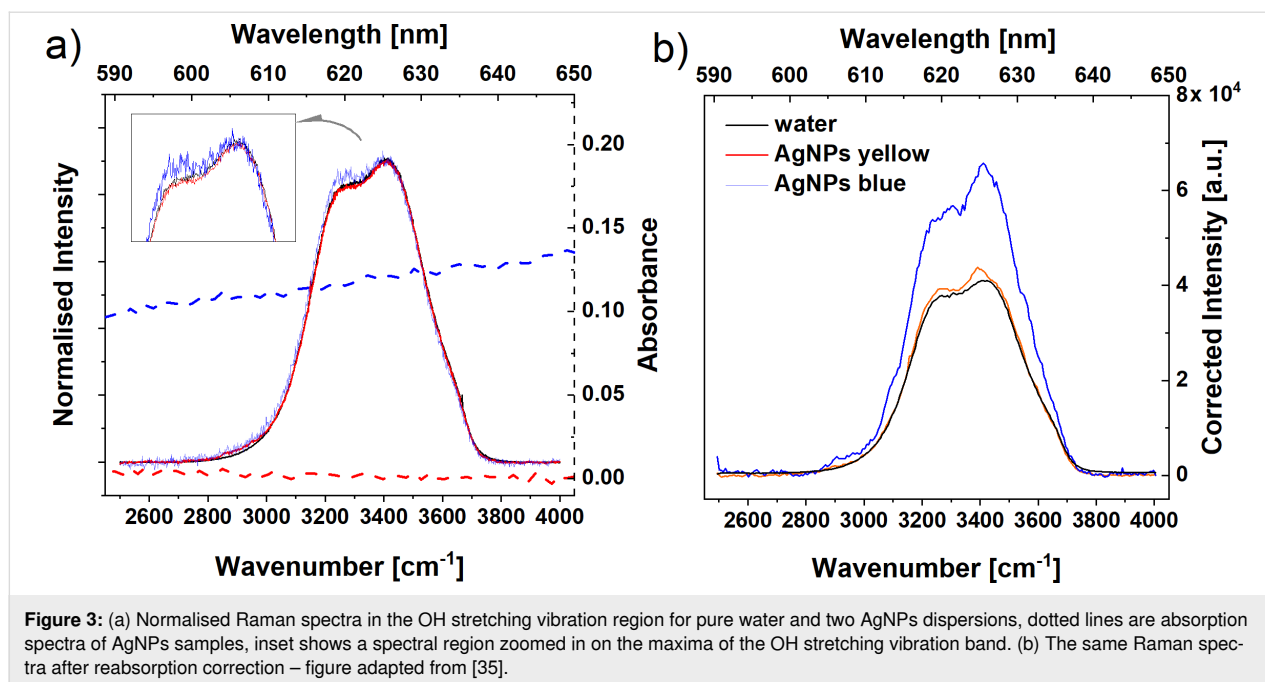 a)
Wavelength [nm]
590 600 610 620 630 640 650
Normalised Intensity
0.20
0.15
0.10
0.05
0.00
Absorbance
2600 2800 3000 3200 3400 3600 3800 4000
Wavenumber [cm-1]
b)
Wavelength [nm]
590 600 610 620 630 640 650
water
AgNPs yellow
AgNPs blue
8x 10^4
6
4
2
0
Corrected Intensity [a.u.]
2600 2800 3000 3200 3400 3600 3800 4000
Wavenumber [cm-1]
Figure 3: (a) Normalised Raman spectra in the OH stretching vibration region for pure water and two AgNPs dispersions, dotted lines are absorption
spectra of AgNPs samples, inset shows a spectral region zoomed in on the maxima of the OH stretching vibration band. (b) The same Raman spec-
tra after reabsorption correction – figure adapted from [35].